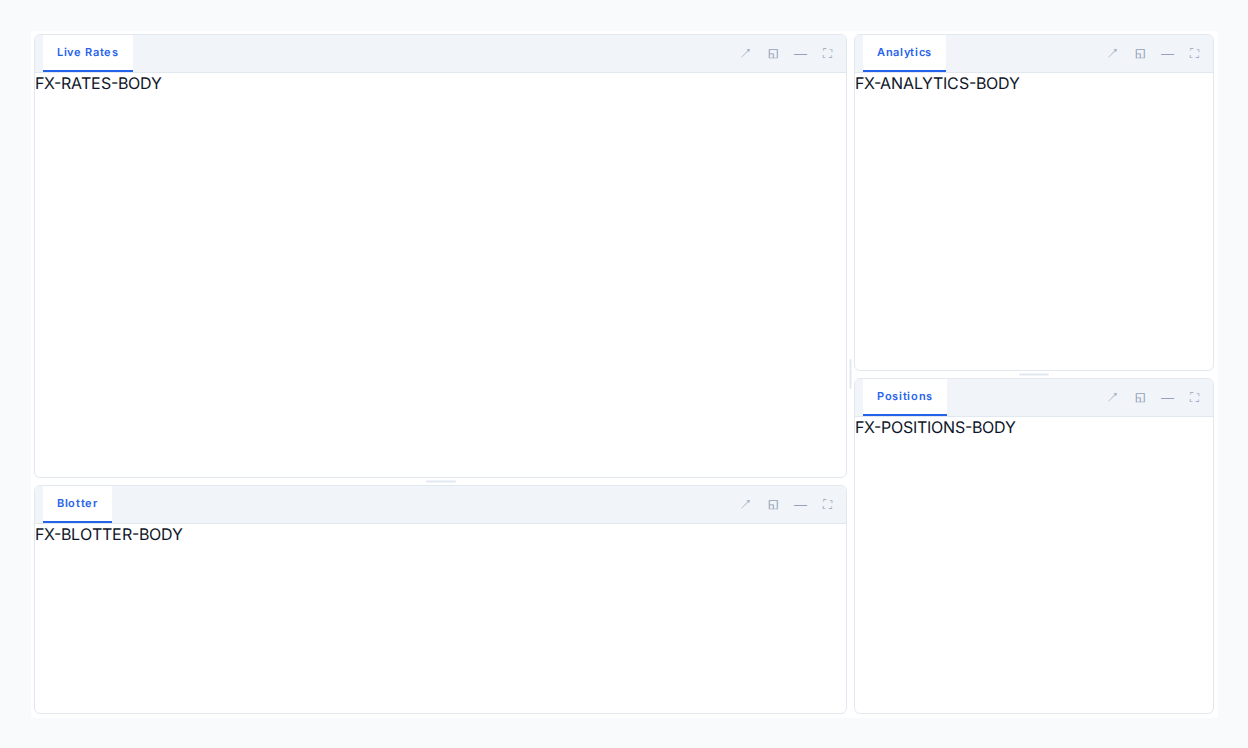 Live Rates
FX-RATES-BODY
Blotter
FX-BLOTTER-BODY
Analytics
FX-ANALYTICS-BODY
Positions
FX-POSITIONS-BODY